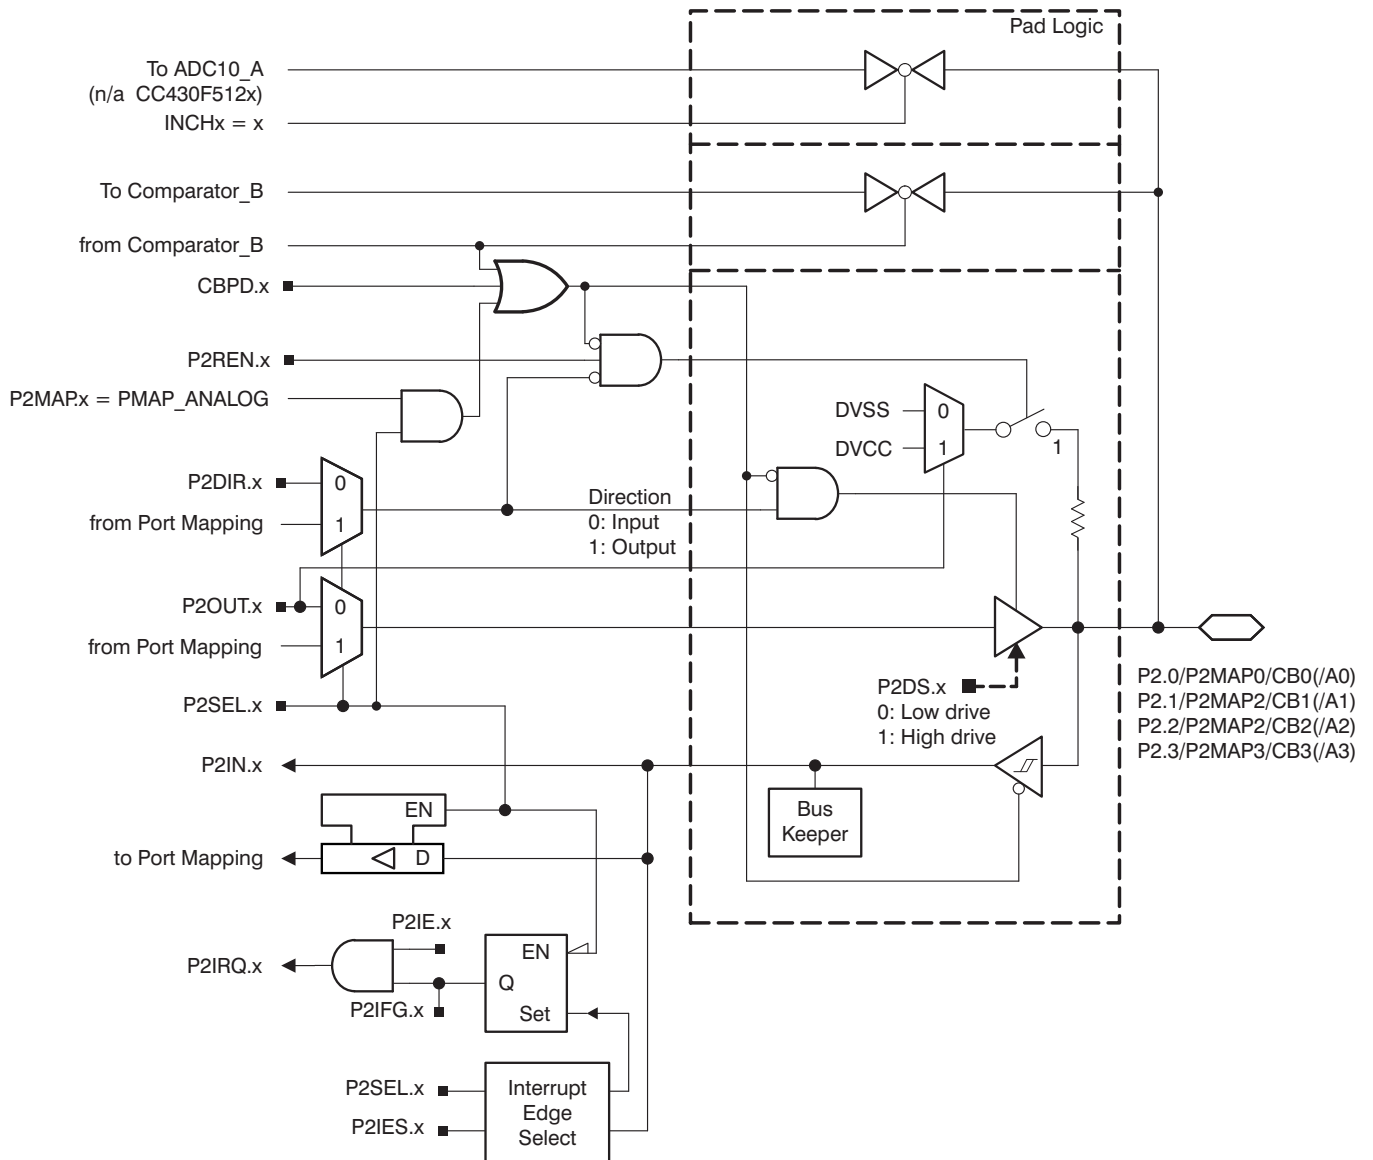 Pad Logic
To ADC10_A
(n/a CC430F512x)
INCHx = x
To Comparator_B
from Comparator_B
CBPD.x
P2REN.x
P2MAP.x = PMAP_ANALOG
DVSS
0
DVCC
1
1
P2DIR.x
0
from Port Mapping
1
Direction
0: Input
1: Output
P2OUT.x
0
from Port Mapping
1
P2SEL.x
P2DS.x
0: Low drive
1: High drive
P2.0/P2MAP0/CB0(/A0)
P2.1/P2MAP2/CB1(/A1)
P2.2/P2MAP2/CB2(/A2)
P2.3/P2MAP3/CB3(/A3)
P2IN.x
Bus
Keeper
EN
to Port Mapping
D
P2IE.x
P2IRQ.x
EN
Q
P2IFG.x
Set
P2SEL.x
P2IES.x
Interrupt
Edge
Select